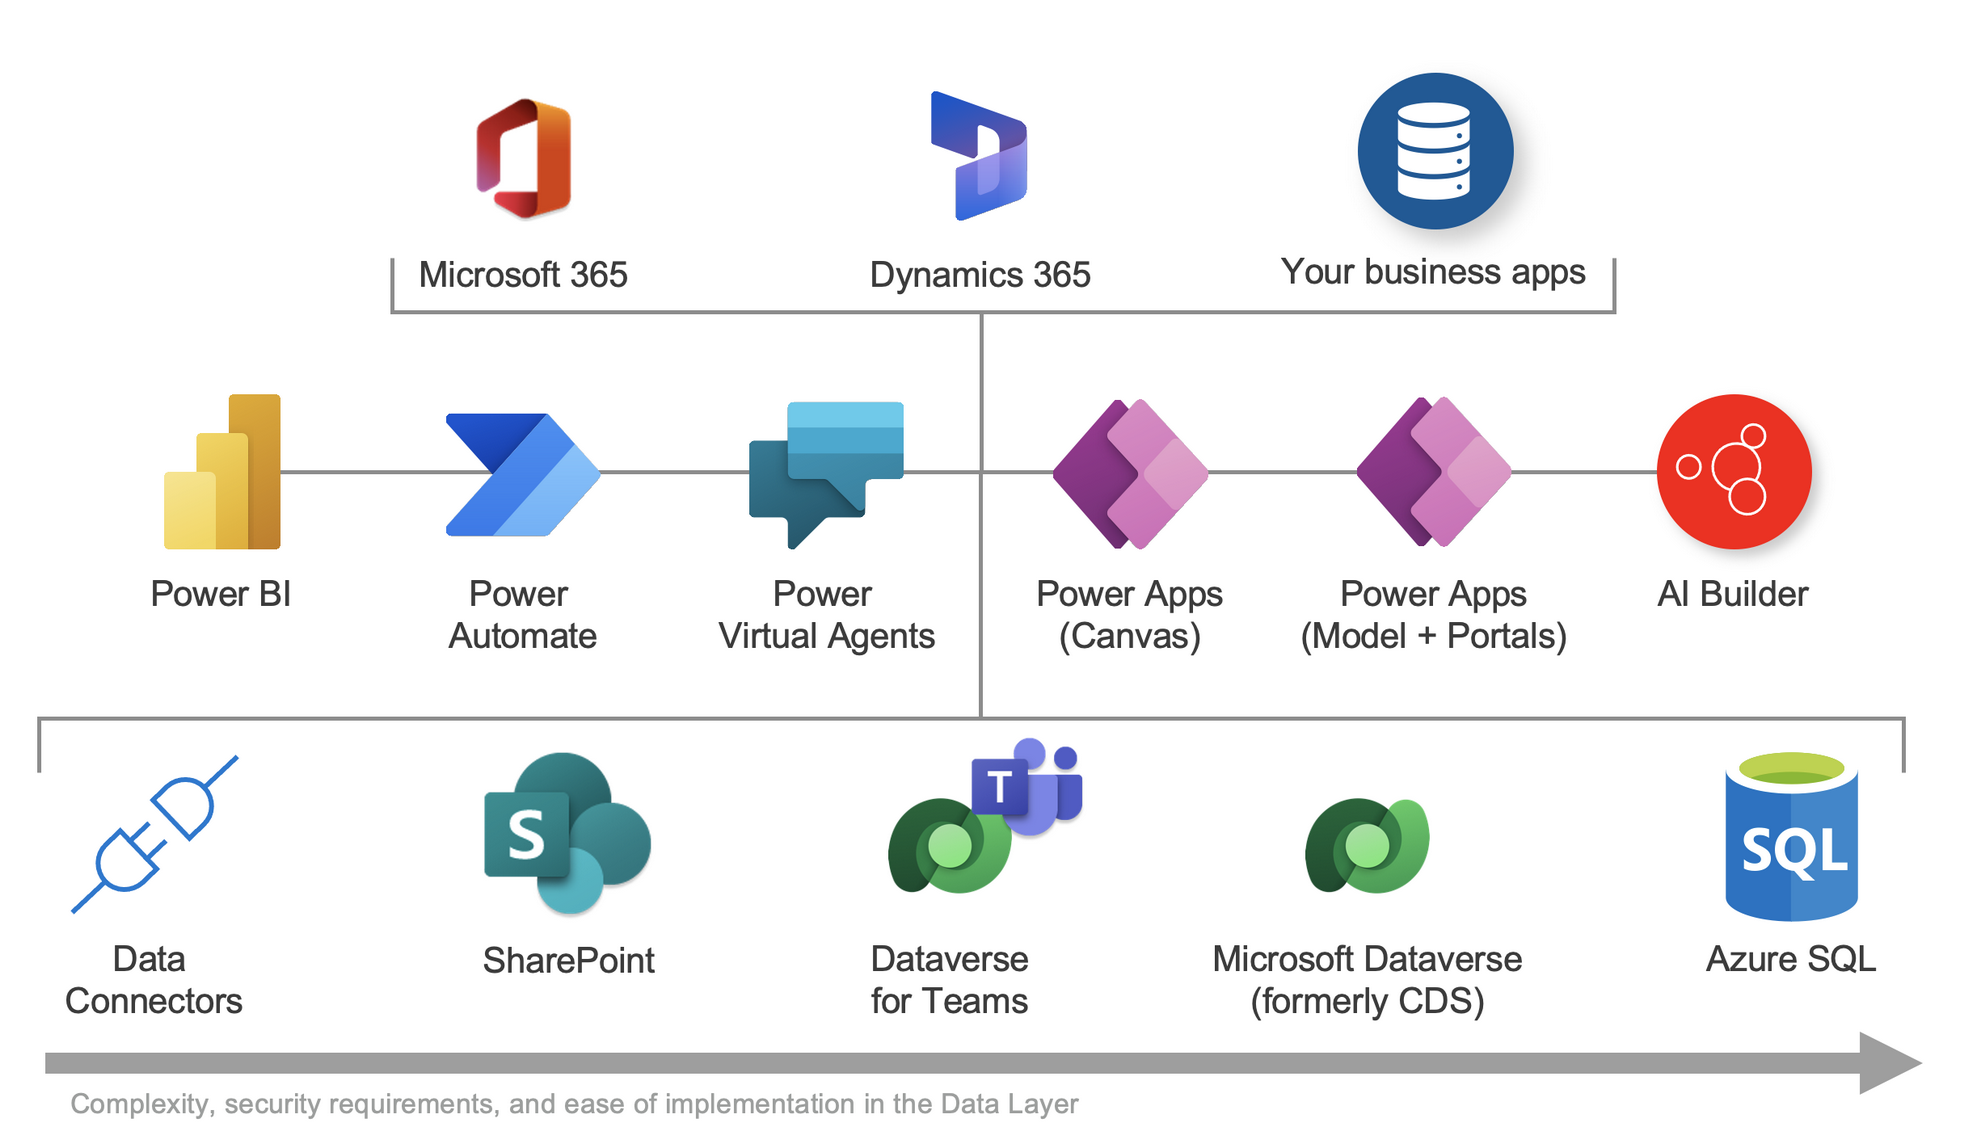 Microsoft 365
Dynamics 365
Your business apps
Power BI
Power
Automate
Power
Virtual Agents
Power Apps
(Canvas)
Power Apps
(Model + Portals)
AI Builder
S
T
SQL
Data
Connectors
SharePoint
Dataverse
for Teams
Microsoft Dataverse
(formerly CDS)
Azure SQL
Complexity, security requirements, and ease of implementation in the Data Layer